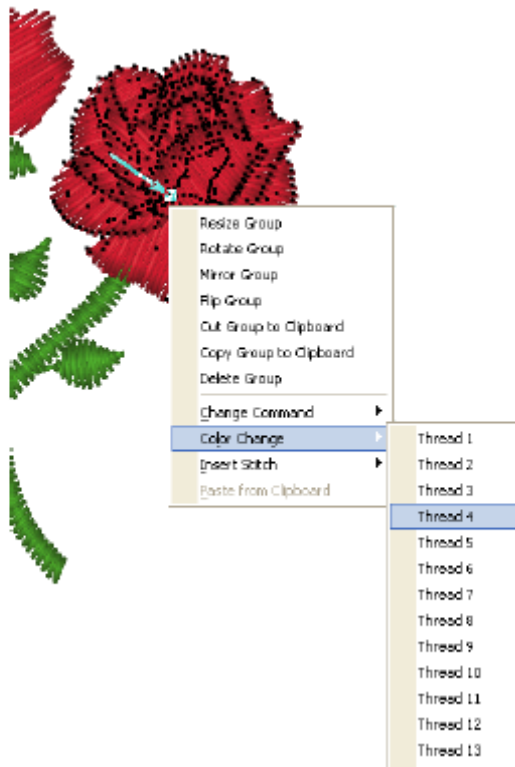 Resize Group
Rotate Group
Mirror Group
Flip Group
Cut Group to Clipboard
Copy Group to Clipboard
Delete Group
Change Command
Color Change
Insert Stitch
Paste from Clipboard
Thread 1
Thread 2
Thread 3
Thread 4
Thread 5
Thread 6
Thread 7
Thread 8
Thread 9
Thread 10
Thread 11
Thread 12
Thread 13